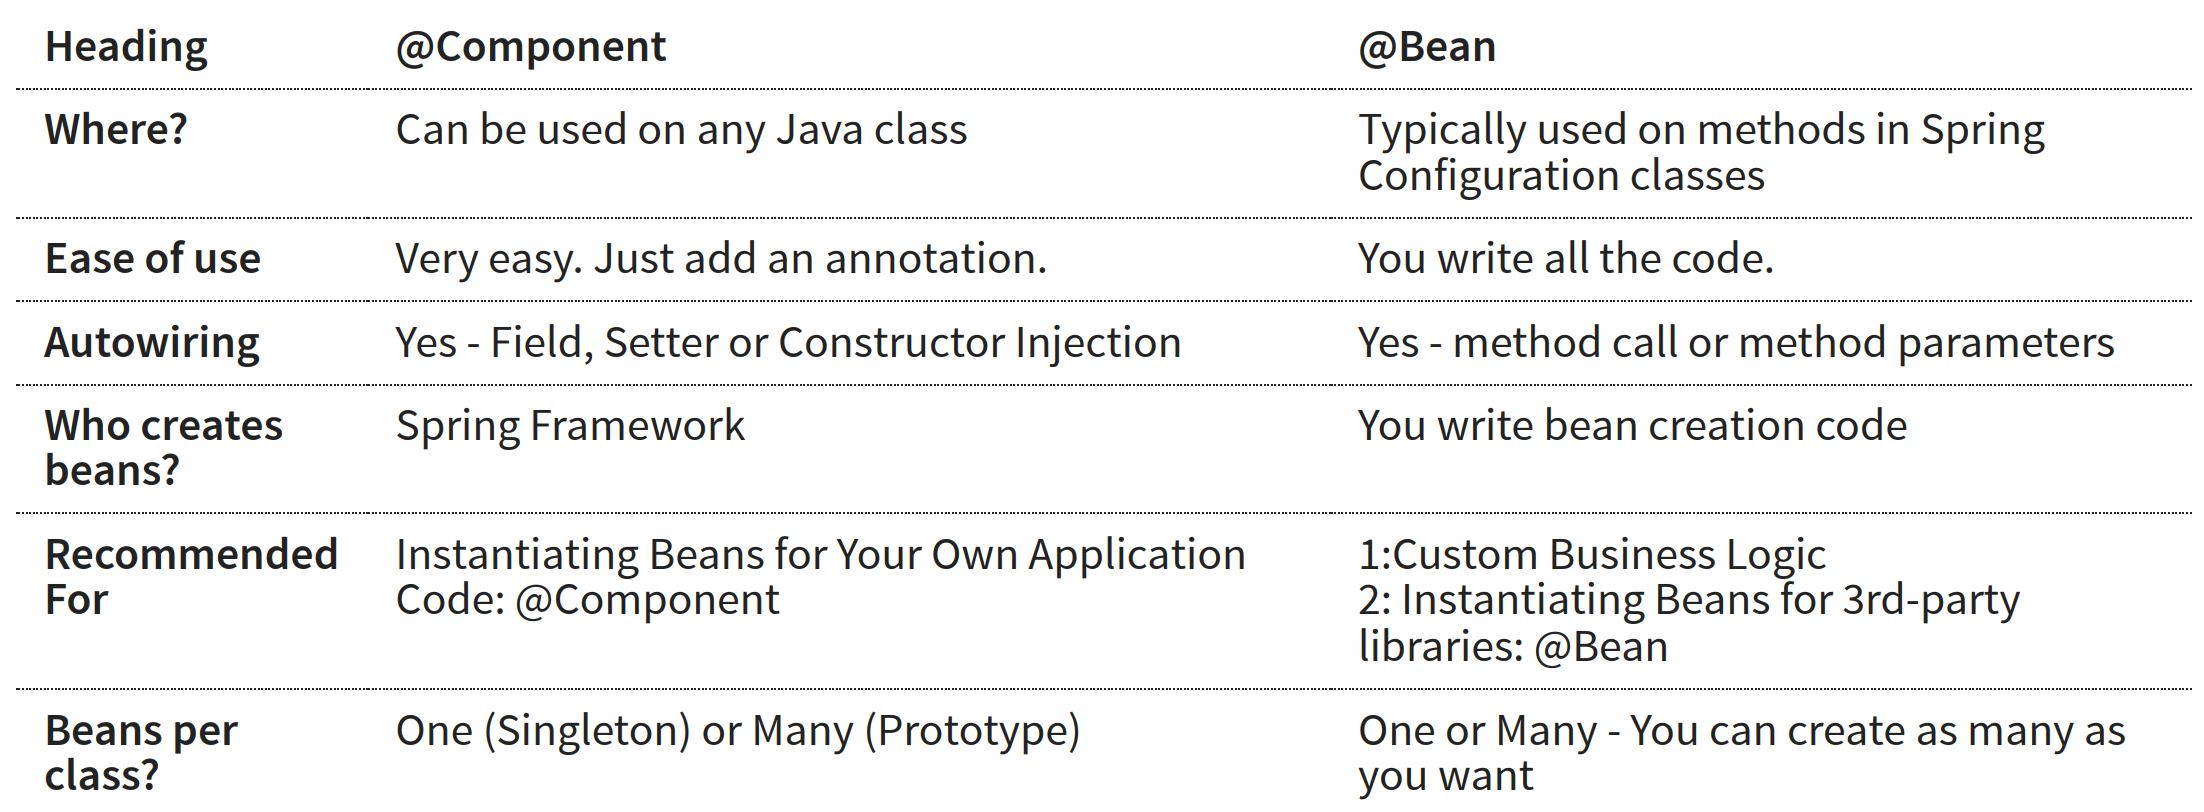 Heading @Component @Bean
Where? Can be used on any Java class Typically used on methods in Spring
Configuration classes
Ease of use Very easy. Just add an annotation. You write all the code.
Autowiring Yes - Field, Setter or Constructor Injection Yes - method call or method parameters
Who creates Spring Framework You write bean creation code
beans?
Recommended Instantiating Beans for Your Own Application 1:Custom Business Logic
For Code: @Component 2: Instantiating Beans for 3rd-party
libraries: @Bean
Beans per One (Singleton) or Many (Prototype) One or Many - You can create as many as
class? you want